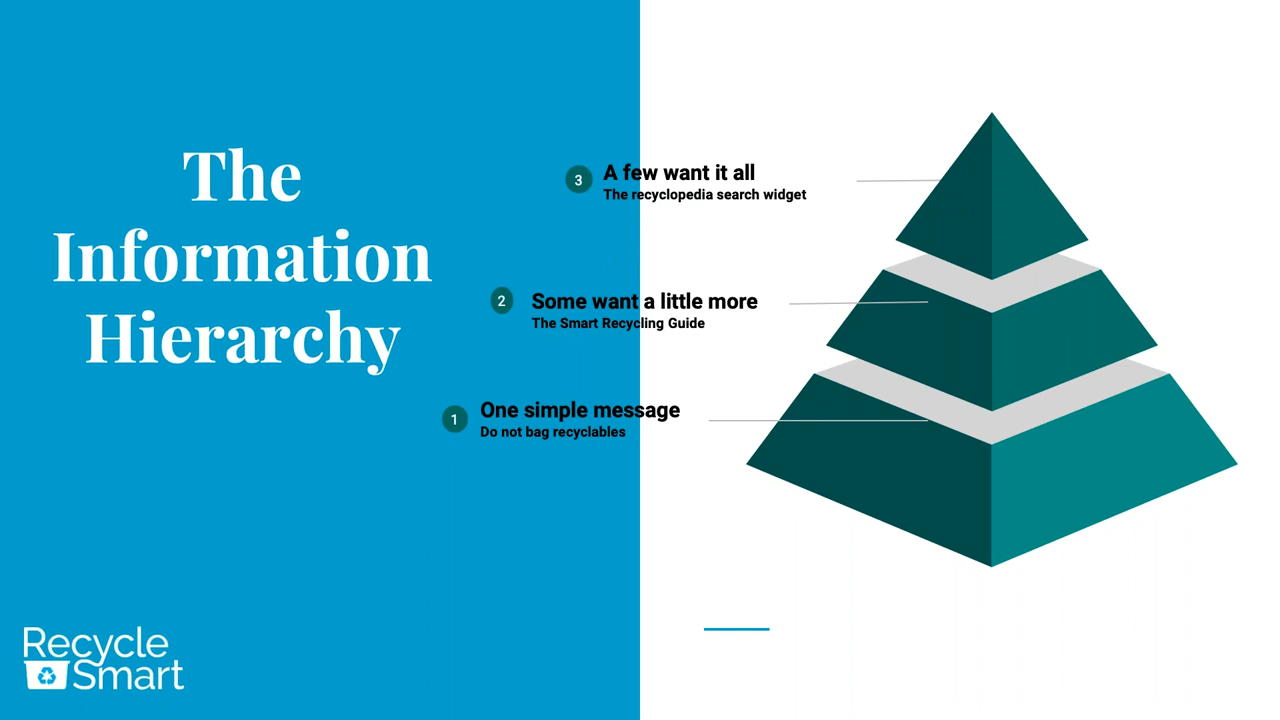 The
Information
Hierarchy
3
A few want it all
The recyclopedia search widget
2
Some want a little more
The Smart Recycling Guide
1
One simple message
Do not bag recyclables
Recycle
Smart